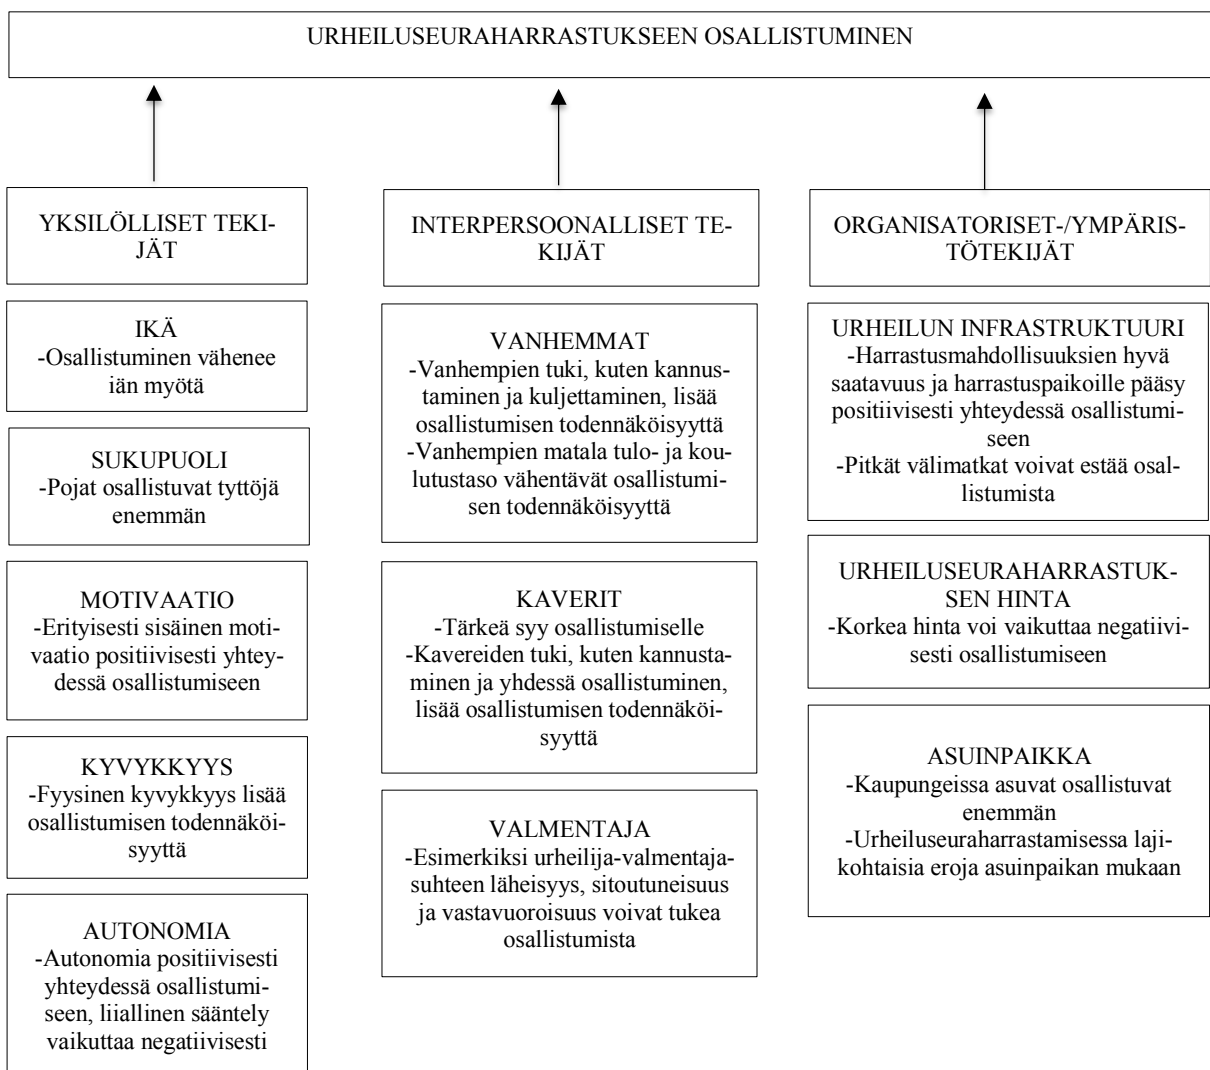 URHEILUSEURAHARRASTUKSEEN OSALLISTUMINEN
YKSILÖLLISET TEKI-
JÄT
IKÄ
-Osallistuminen vähenee
iän myötä
SUKUPUOLI
-Pojat osallistuvat tyttöjä
enemmän
MOTIVAATIO
-Erityisesti sisäinen moti-
vaatio positiivisesti yhtey-
dessä osallistumiseen
KYVYKKYYS
-Fyysinen kyvykkyys lisää
osallistumisen todennäköi-
syyttä
AUTONOMIA
-Autonomia positiivisesti
yhteydessä osallistumi-
seen, liiallinen sääntely
vaikuttaa negatiivisesti
INTERPERSOONALLISET TE-
KIJÄT
VANHEMMAT
-Vanhempien tuki, kuten kannus-
taminen ja kuljettaminen, lisää
osallistumisen todennäköisyyttä
-Vanhempien matala tulo- ja kou-
lutustaso vähentävät osallistumi-
sen todennäköisyyttä
KAVERIT
-Tärkeä syy osallistumiselle
-Kavereiden tuki, kuten kannusta-
minen ja yhdessä osallistuminen,
lisää osallistumisen todennäköi-
syyttä
VALMENTAJA
-Esimerkiksi urheilija-valmentaja-
suhteen läheisyys, sitoutuneisuus
ja vastavuoroisuus voivat tukea
osallistumista
ORGANISATORISET-/YMPÄRIS-
TÖTEKIJÄT
URHEILUN INFRASTRUKTUURI
-Harrastusmahdollisuuksien hyvä
saatavuus ja harrastuspaikoille pääsy
positiivisesti yhteydessä osallistumi-
seen
-Pitkät välimatkat voivat estää osal-
listumista
URHEILUSEURAHARRASTUK-
SEN HINTA
-Korkea hinta voi vaikuttaa negatiivi-
sesti osallistumiseen
ASUINPAIKKA
-Kaupungeissa asuvat osallistuvat
enemmän
-Urheiluseuraharrastamisessa laji-
kohtaisia eroja asuinpaikan mukaan